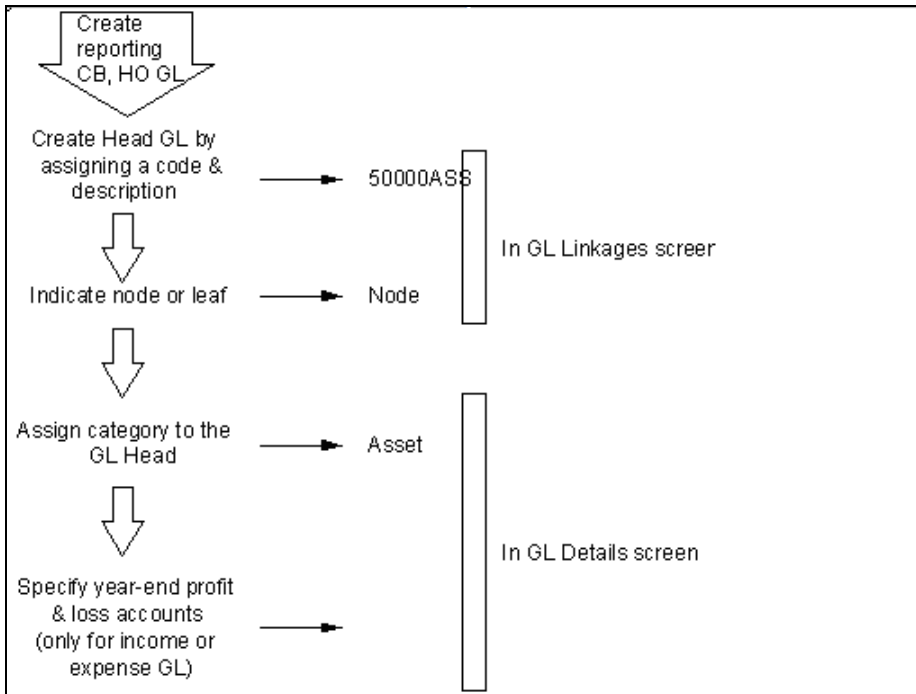 Create
reporting
CB, HO GL
Create Head GL by
assigning a code &
description
50000ASS
In GL Linkages screer
Indicate node or leaf
Node
Assign category to the
GL Head
Asset
In GL Details screen
Specify year-end profit
& loss accounts
(only for income or
expense GL)